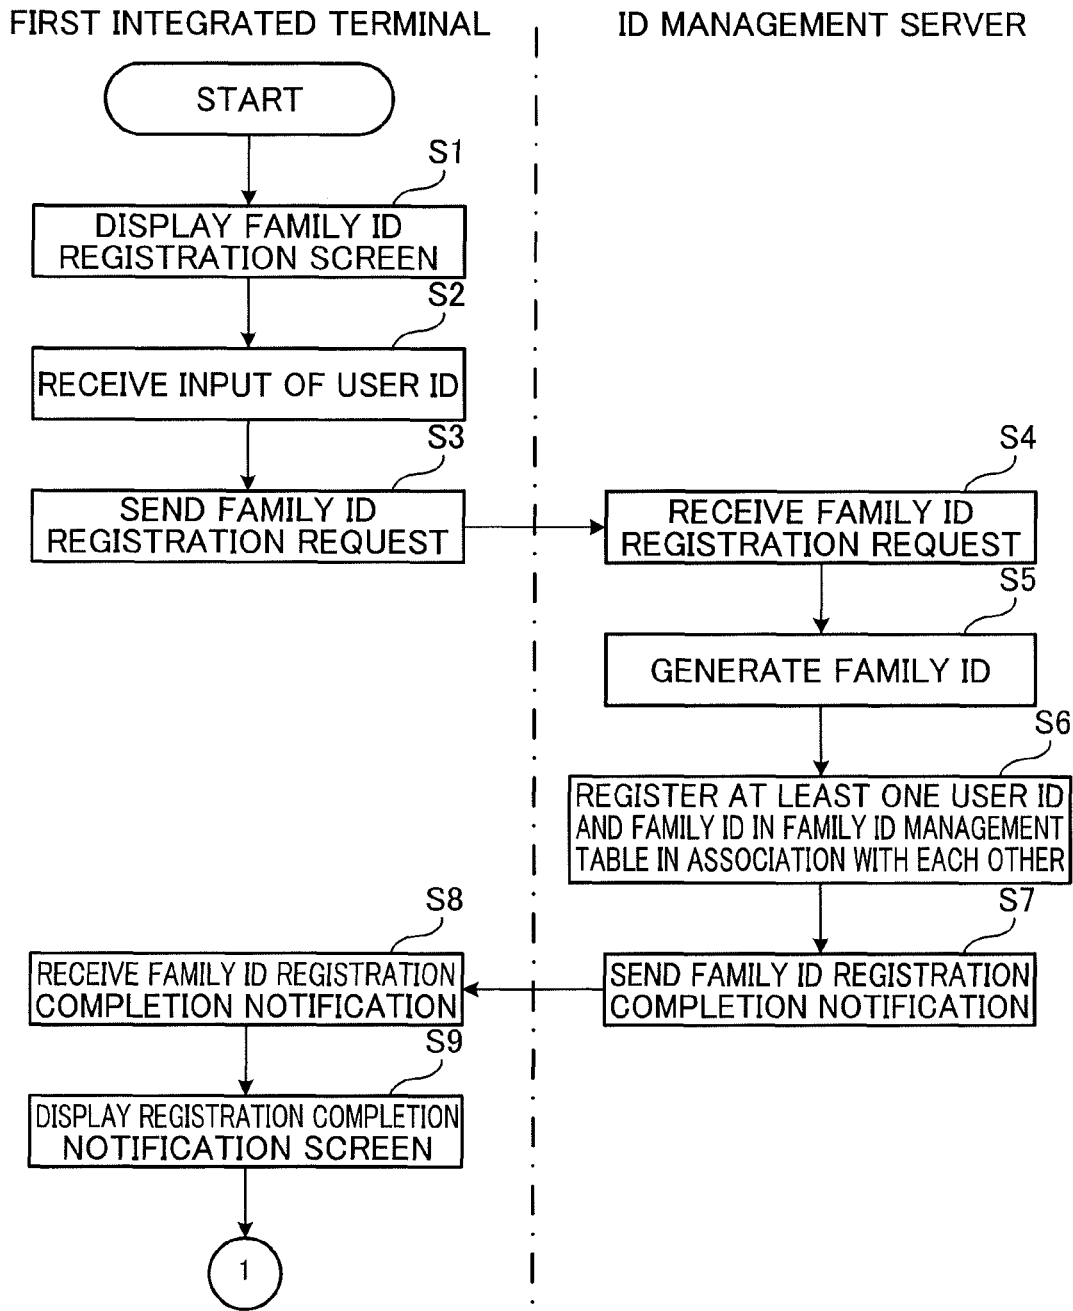 FIRST INTEGRATED TERMINAL
ID MANAGEMENT SERVER
START
S1
DISPLAY FAMILY ID
REGISTRATION SCREEN
S2
RECEIVE INPUT OF USER ID
S3
SEND FAMILY ID
REGISTRATION REQUEST
S4
RECEIVE FAMILY ID
REGISTRATION REQUEST
S5
GENERATE FAMILY ID
S6
REGISTER AT LEAST ONE USER ID
AND FAMILY ID IN FAMILY ID MANAGEMENT
TABLE IN ASSOCIATION WITH EACH OTHER
S7
SEND FAMILY ID REGISTRATION
COMPLETION NOTIFICATION
S8
RECEIVE FAMILY ID REGISTRATION
COMPLETION NOTIFICATION
S9
DISPLAY REGISTRATION COMPLETION
NOTIFICATION SCREEN
1